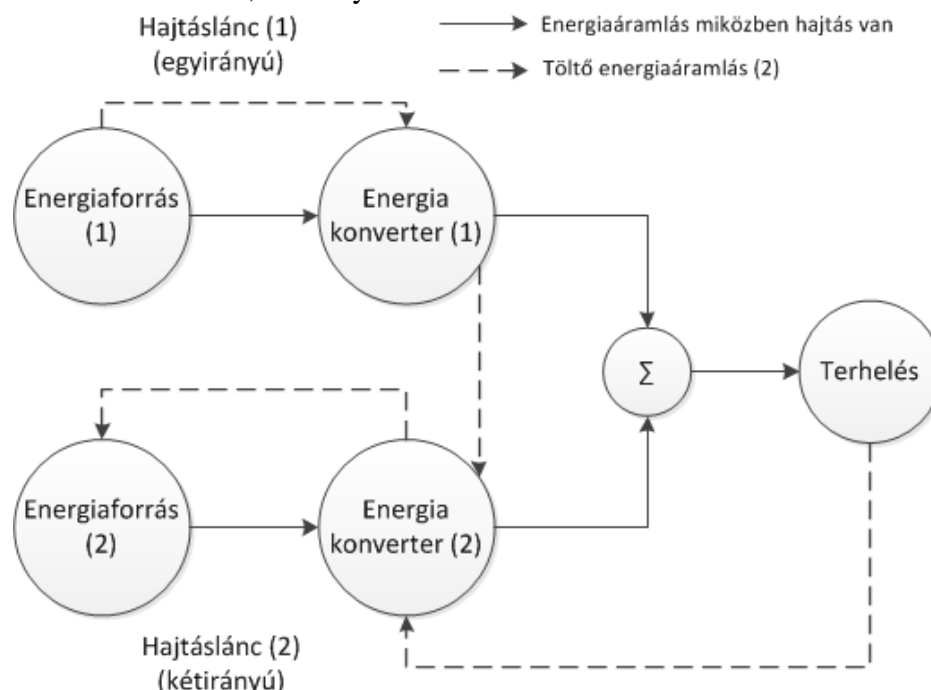 Hajtáslánc (1)
(egyirányú)
Energiaáramlás miközben hajtás van
Töltő energiaáramlás (2)
Energiaforrás
(1)
Energia
konverter (1)
Σ
Terhelés
Energiaforrás
(2)
Energia
konverter (2)
Hajtáslánc (2)
(kétirányú)